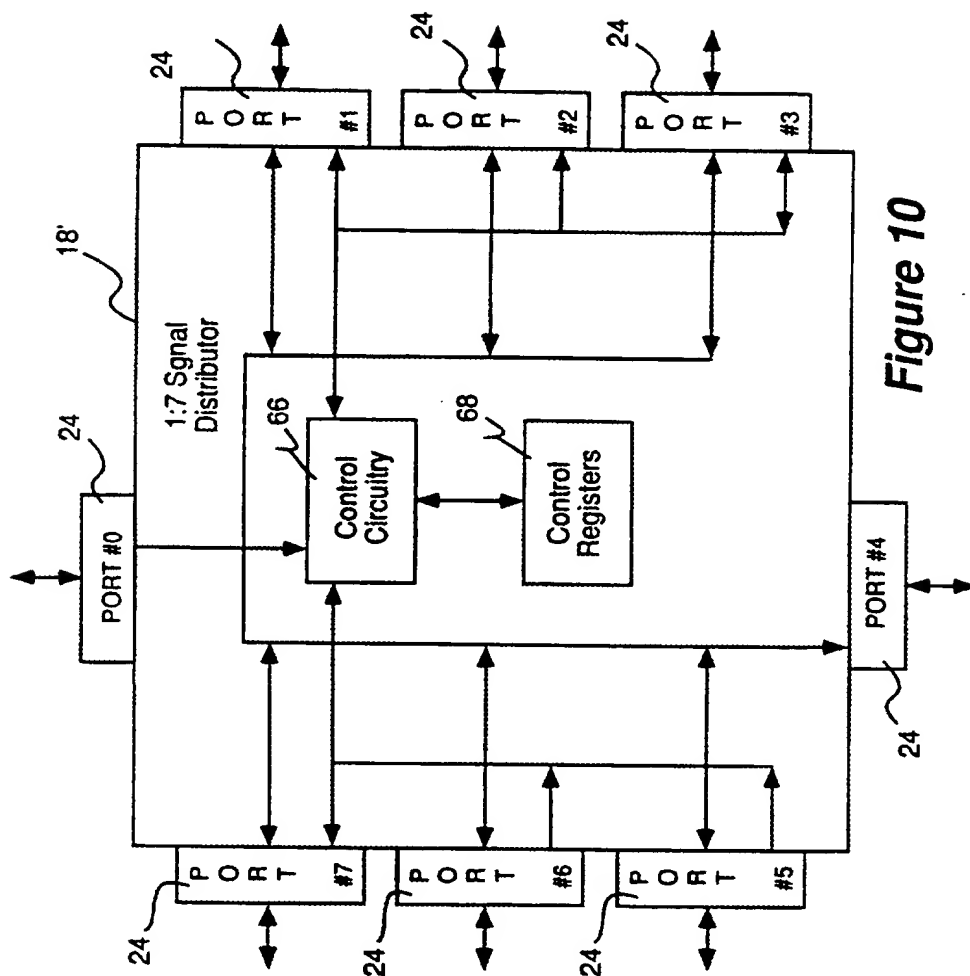 24
PORT #0
18'
1:7 Sgnal
Distributor
24
PORT
#7
24
PORT
#6
24
PORT
#5
24
PORT
#1
24
PORT
#2
24
PORT
#3
66
Control
Circuitry
68
Control
Registers
PORT #4
24
Figure 10